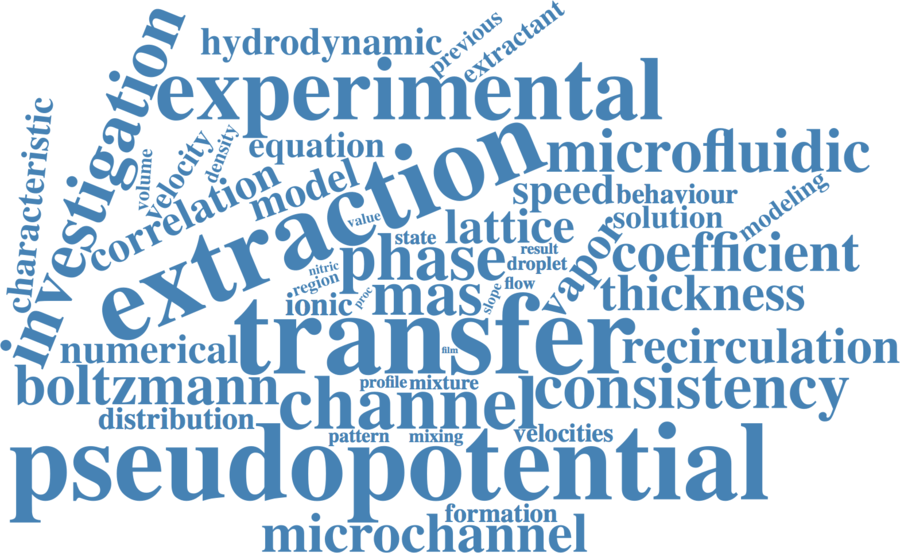 hydrodynamic
previous
extractant
experimental
investigation
characteristic
volume
velocity
density
equation
correlation
model
extraction
microfluidic
speed
behaviour
modeling
solution
value
state
lattice
vapor
coefficient
nitric
region
phase
result
droplet
flow
proc
ionic
mas
slope
thickness
numerical
transfer
film
recirculation
boltzmann
profile
mixture
channel
consistency
distribution
pattern
mixing
velocities
pseudopotential
formation
microchannel